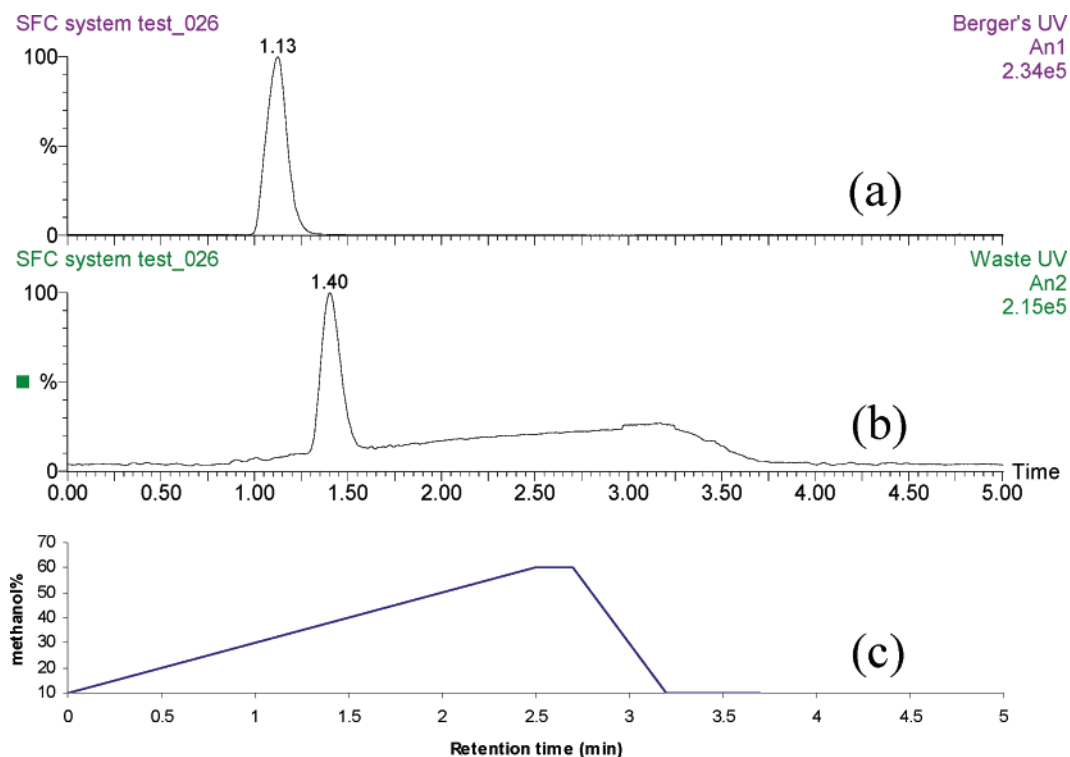 SFC system test_026
Berger's UV
An1
2.34e5
1.13
100
%
0
(a)
SFC system test_026
Waste UV
An2
2.15e5
1.40
100
%
0
(b)
Time
0.00 0.50 1.00 1.50 2.00 2.50 3.00 3.50 4.00 4.50 5.00
methanol%
70
60
50
40
30
20
10
(c)
0 0.5 1 1.5 2 2.5 3 3.5 4 4.5 5
Retention time (min)